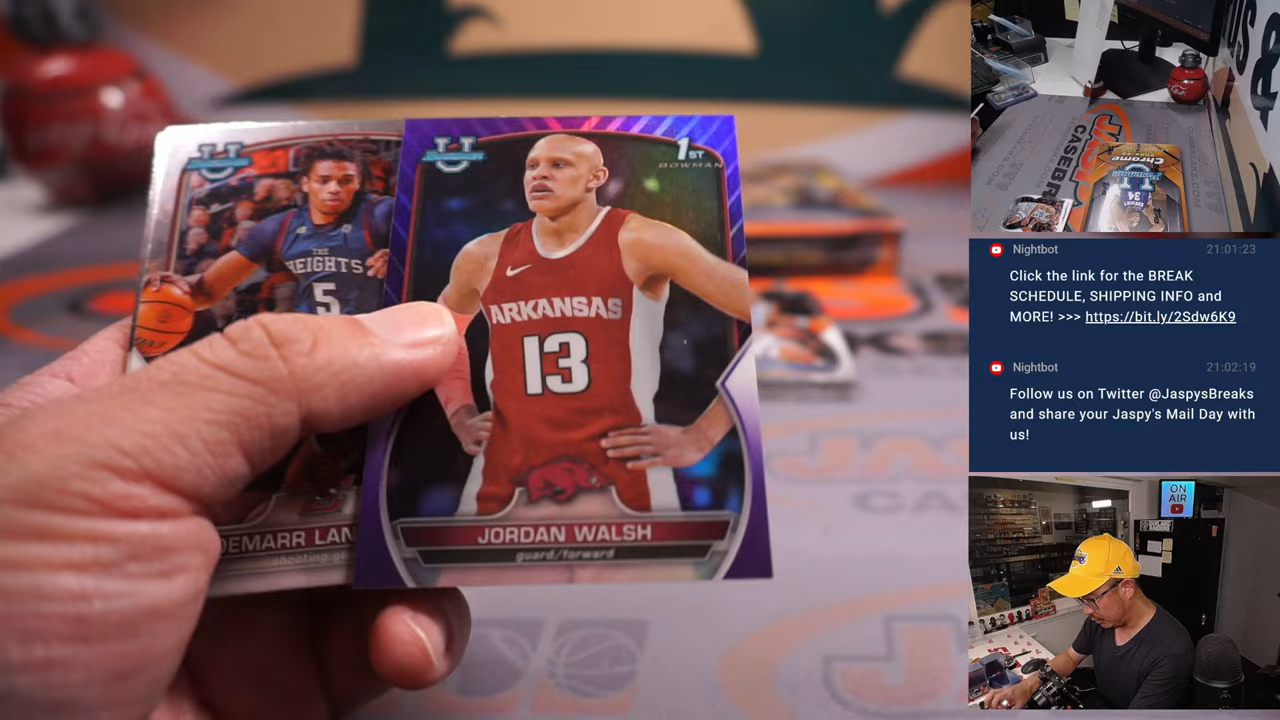 1ST
BOWMAN
THE
HEIGHTS
5
ARKANSAS
13
DEMARR LAN
JORDAN WALSH
guard/forward
Chrome
34
Nightbot 21:01:23
Click the link for the BREAK
SCHEDULE, SHIPPING INFO and
MORE! >>> https://bit.ly/2Sdw6K9
Nightbot 21:02:19
Follow us on Twitter @JaspysBreaks
and share your Jaspy's Mail Day with
us!
ON
AIR